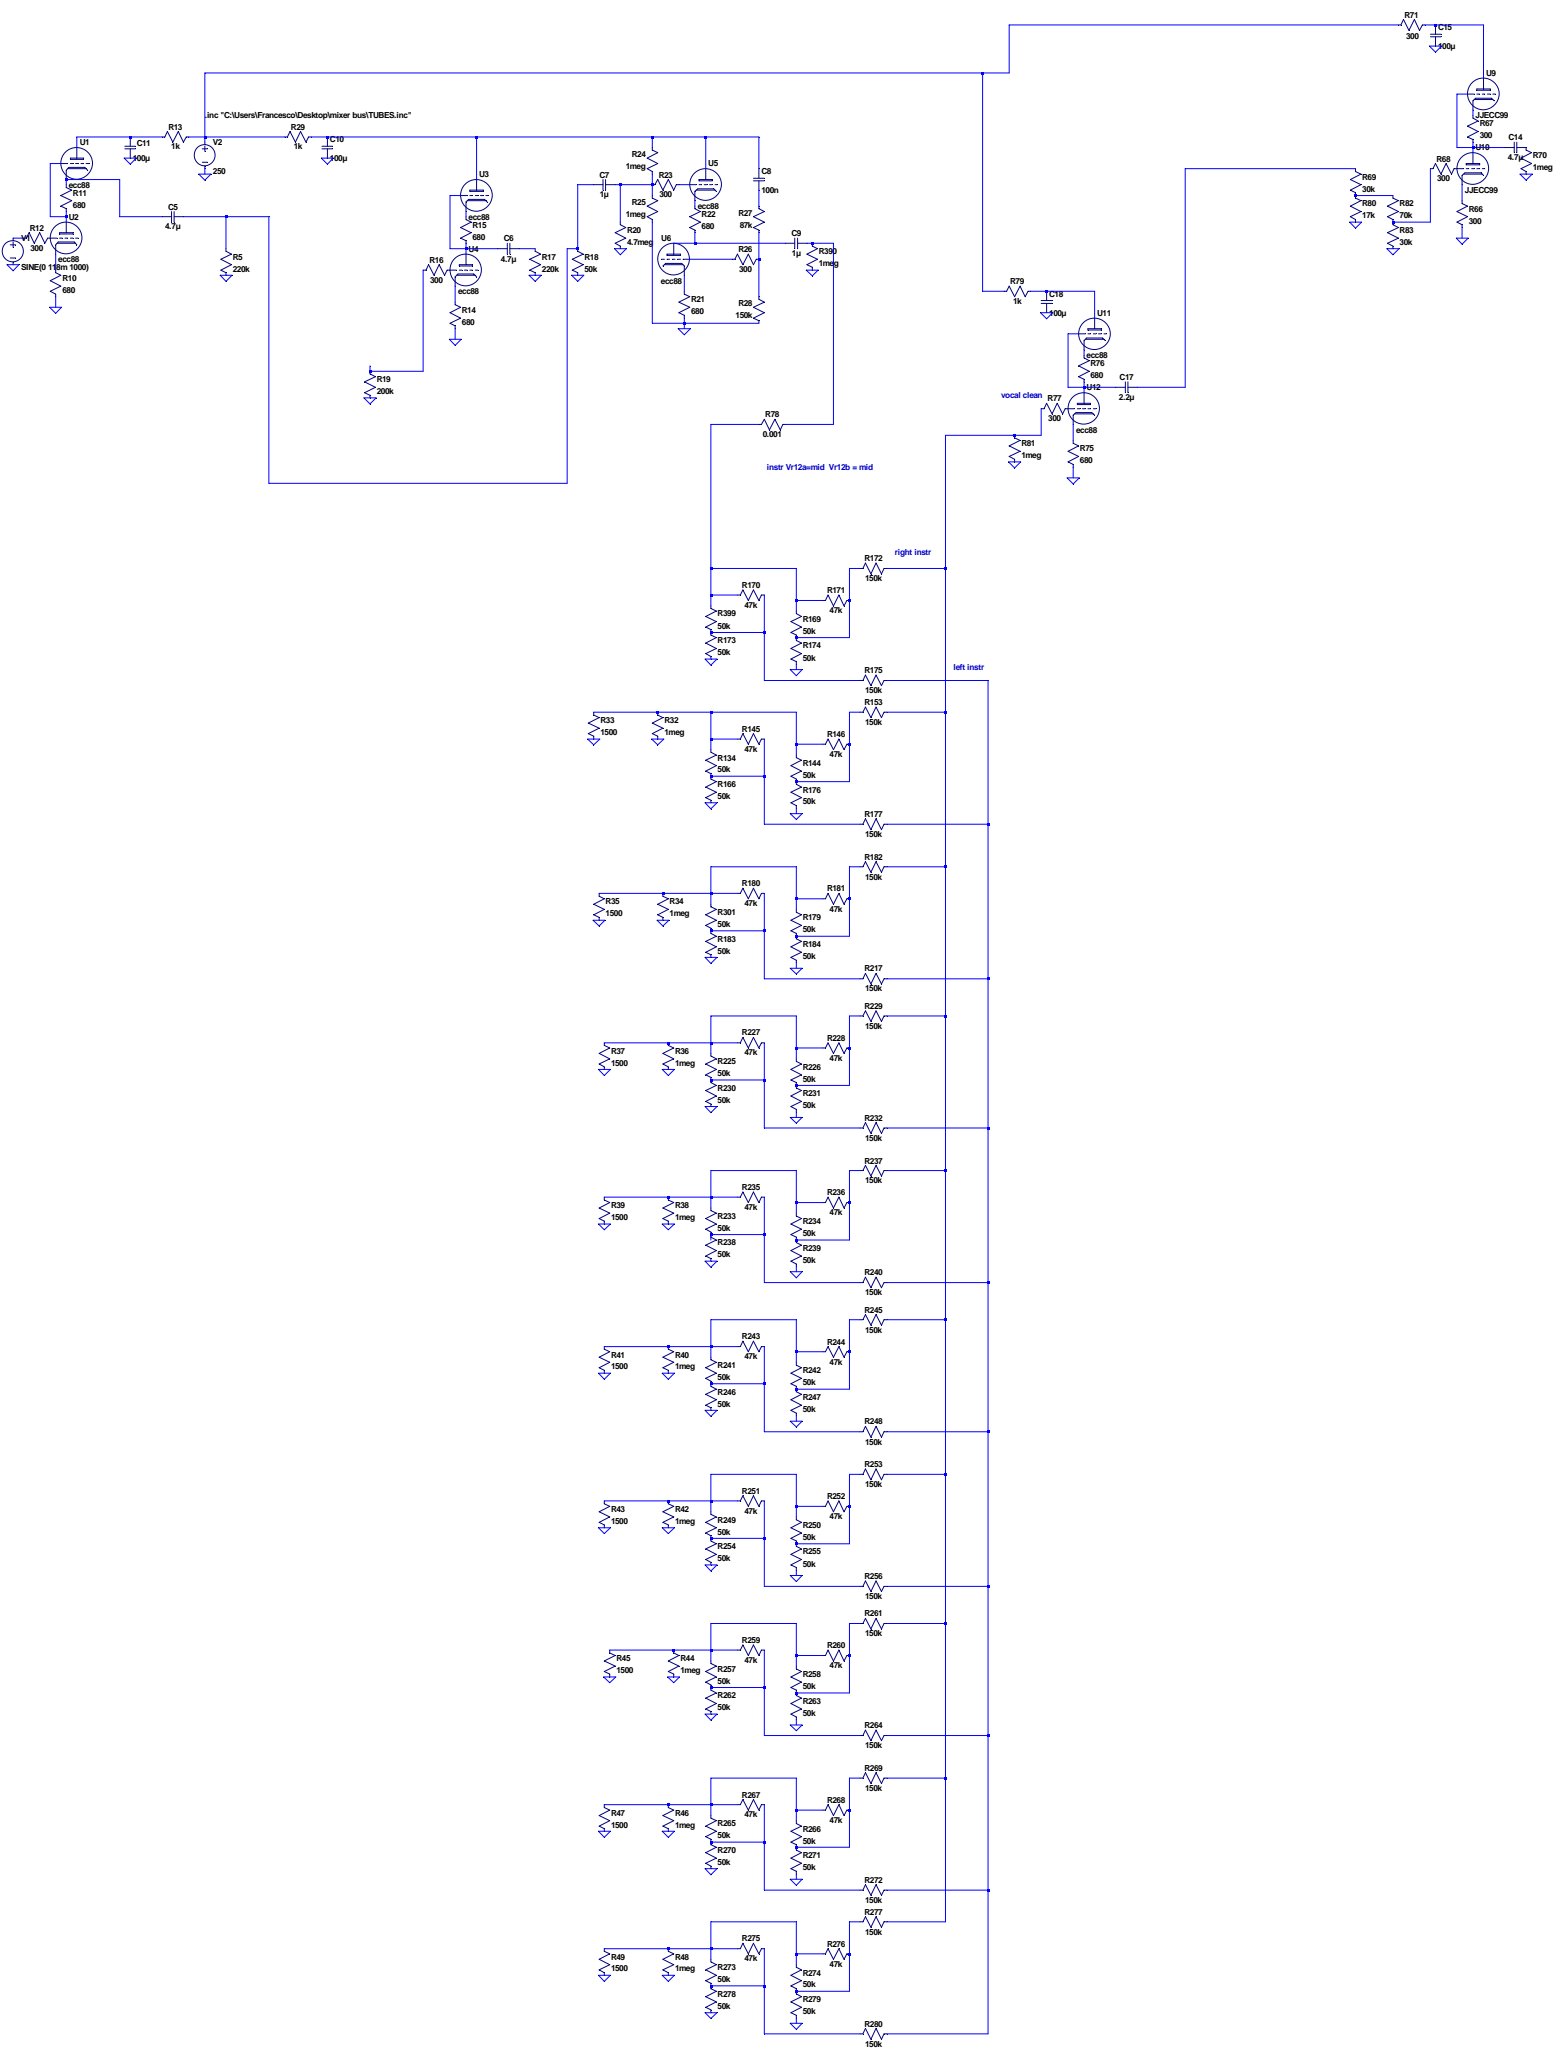 R71
300
C15
100µ
U9
JJECC99
R67
300
U10
JJECC99
C14
4.7µ
R70
1meg
R68
300
R66
300
.inc "C:\Users\Francesco\Desktop\mixer bus\TUBES.inc"
U1
ecc88
C11
100µ
R13
1k
V2
250
R29
1k
C10
100µ
R11
680
U2
ecc88
R12
300
SINE(0 118m 1000)
R10
680
C5
4.7µ
R5
220k
U3
ecc88
R15
680
U4
ecc88
C6
4.7µ
R17
220k
R16
300
R14
680
R19
200k
R18
50k
C7
1µ
R20
4.7meg
R24
1meg
R23
300
R25
1meg
U5
ecc88
R22
680
U6
ecc88
R21
680
C8
100n
R27
87k
R26
300
R28
150k
C9
1µ
R390
1meg
R69
30k
R80
17k
R82
70k
R83
30k
R79
1k
C18
100µ
U11
ecc88
R76
680
U12
ecc88
C17
2.2µ
vocal clean
R77
300
R81
1meg
R75
680
R78
0.001
instr Vr12a=mid Vr12b = mid
right instr
R172
150k
R170
47k
R171
47k
R399
50k
R173
50k
R169
50k
R174
50k
left instr
R175
150k
R33
1500
R32
1meg
R153
150k
R145
47k
R146
47k
R134
50k
R166
50k
R144
50k
R176
50k
R177
150k
R35
1500
R34
1meg
R182
150k
R180
47k
R181
47k
R301
50k
R183
50k
R179
50k
R184
50k
R217
150k
R37
1500
R36
1meg
R229
150k
R227
47k
R228
47k
R225
50k
R230
50k
R226
50k
R231
50k
R232
150k
R39
1500
R38
1meg
R237
150k
R235
47k
R236
47k
R233
50k
R238
50k
R234
50k
R239
50k
R240
150k
R41
1500
R40
1meg
R245
150k
R243
47k
R244
47k
R241
50k
R246
50k
R242
50k
R247
50k
R248
150k
R43
1500
R42
1meg
R253
150k
R251
47k
R252
47k
R249
50k
R254
50k
R250
50k
R255
50k
R256
150k
R45
1500
R44
1meg
R261
150k
R259
47k
R260
47k
R257
50k
R262
50k
R258
50k
R263
50k
R264
150k
R47
1500
R46
1meg
R269
150k
R267
47k
R268
47k
R265
50k
R270
50k
R266
50k
R271
50k
R272
150k
R49
1500
R48
1meg
R277
150k
R275
47k
R276
47k
R273
50k
R278
50k
R274
50k
R279
50k
R280
150k